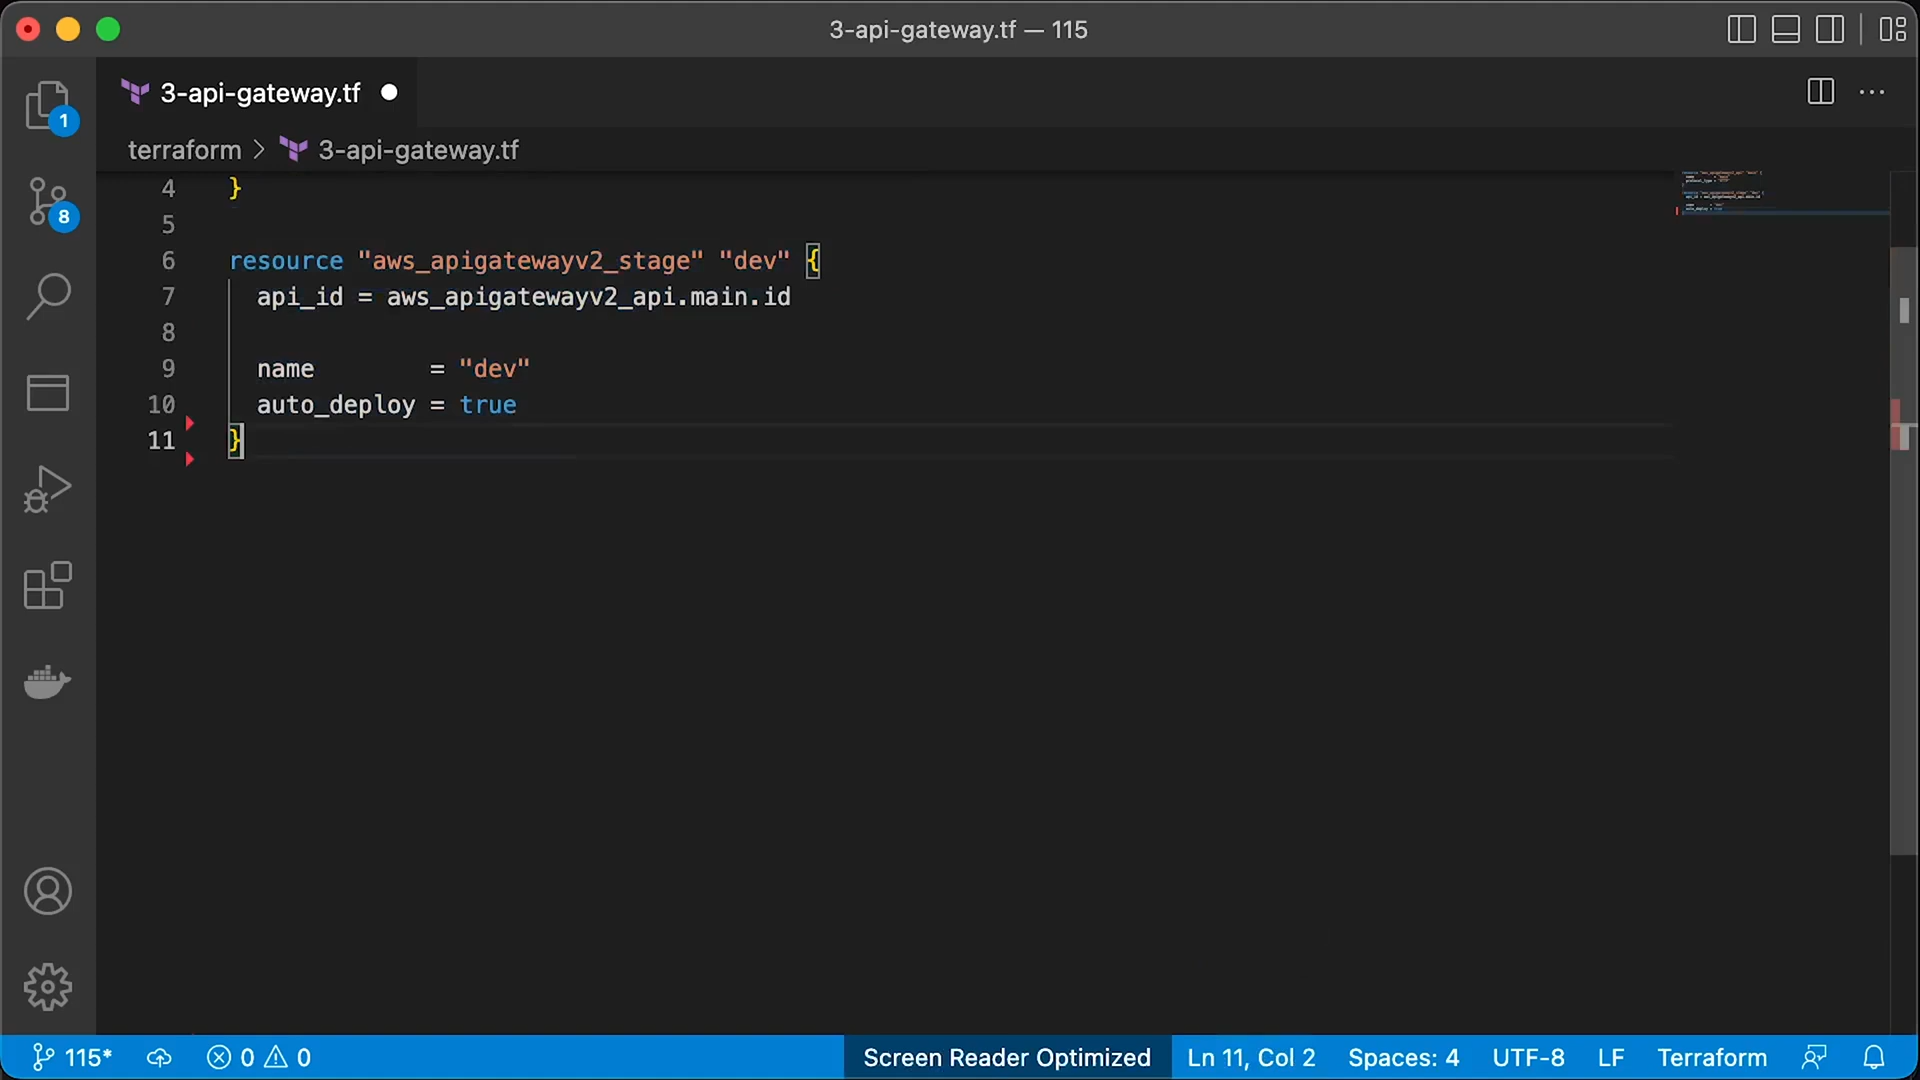 3-api-gateway.tf — 115
3-api-gateway.tf
terraform > 3-api-gateway.tf
4 }
5
6 resource "aws_apigatewayv2_stage" "dev" {
7 api_id = aws_apigatewayv2_api.main.id
8
9 name = "dev"
10 auto_deploy = true
11 }
1
8
115* 0 0 Screen Reader Optimized Ln 11, Col 2 Spaces: 4 UTF-8 LF Terraform